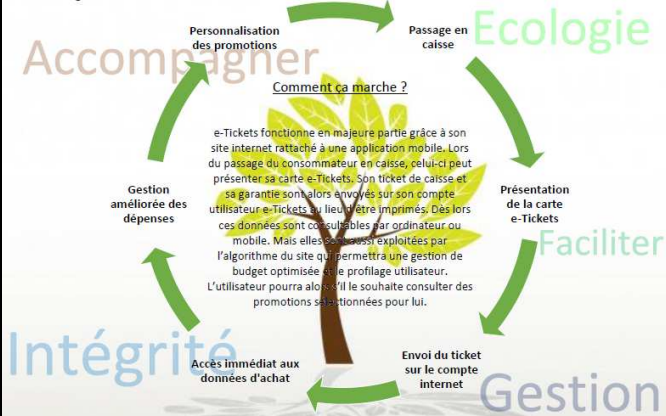 Personnalisation
des promotions
Passage en
caisse
Ecologie
Accompagner
Comment ça marche ?
e-Tickets fonctionne en majeure partie grâce à son
site internet rattaché à une application mobile. Lors
du passage du consommateur en caisse, celui-ci peut
présenter sa carte e-Tickets. Son ticket de caisse et
sa garantie sont alors envoyés sur son compte
utilisateur e-Tickets au lieu d'être imprimés. Dès lors
ces données sont consultables par ordinateur ou
mobile. Mais elles sont aussi exploitées par
l'algorithme du site qui permettra une gestion de
budget optimisée et le profilage utilisateur.
L'utilisateur pourra alors s'il le souhaite consulter des
promotions sélectionnées pour lui.
Gestion
améliorée des
dépenses
Présentation
de la carte
e-Tickets
Faciliter
Intégrité
Accès immédiat aux
données d'achat
Envoi du ticket
sur le compte
internet
Gestion